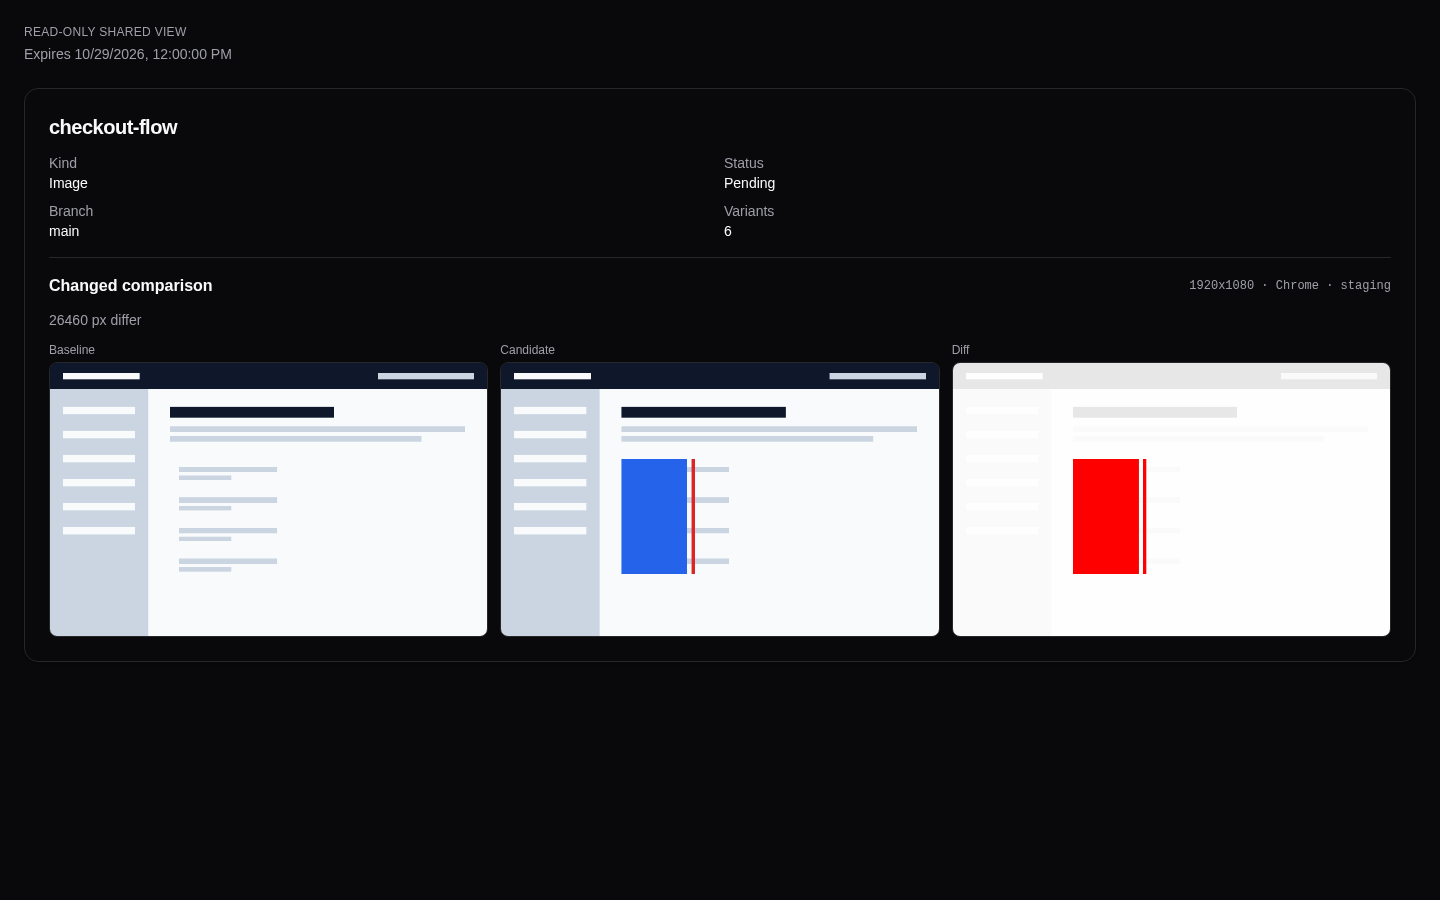 READ-ONLY SHARED VIEW
Expires 10/29/2026, 12:00:00 PM
checkout-flow
Kind
Image
Status
Pending
Branch
main
Variants
6
Changed comparison
1920x1080 · Chrome · staging
26460 px differ
Baseline
Candidate
Diff